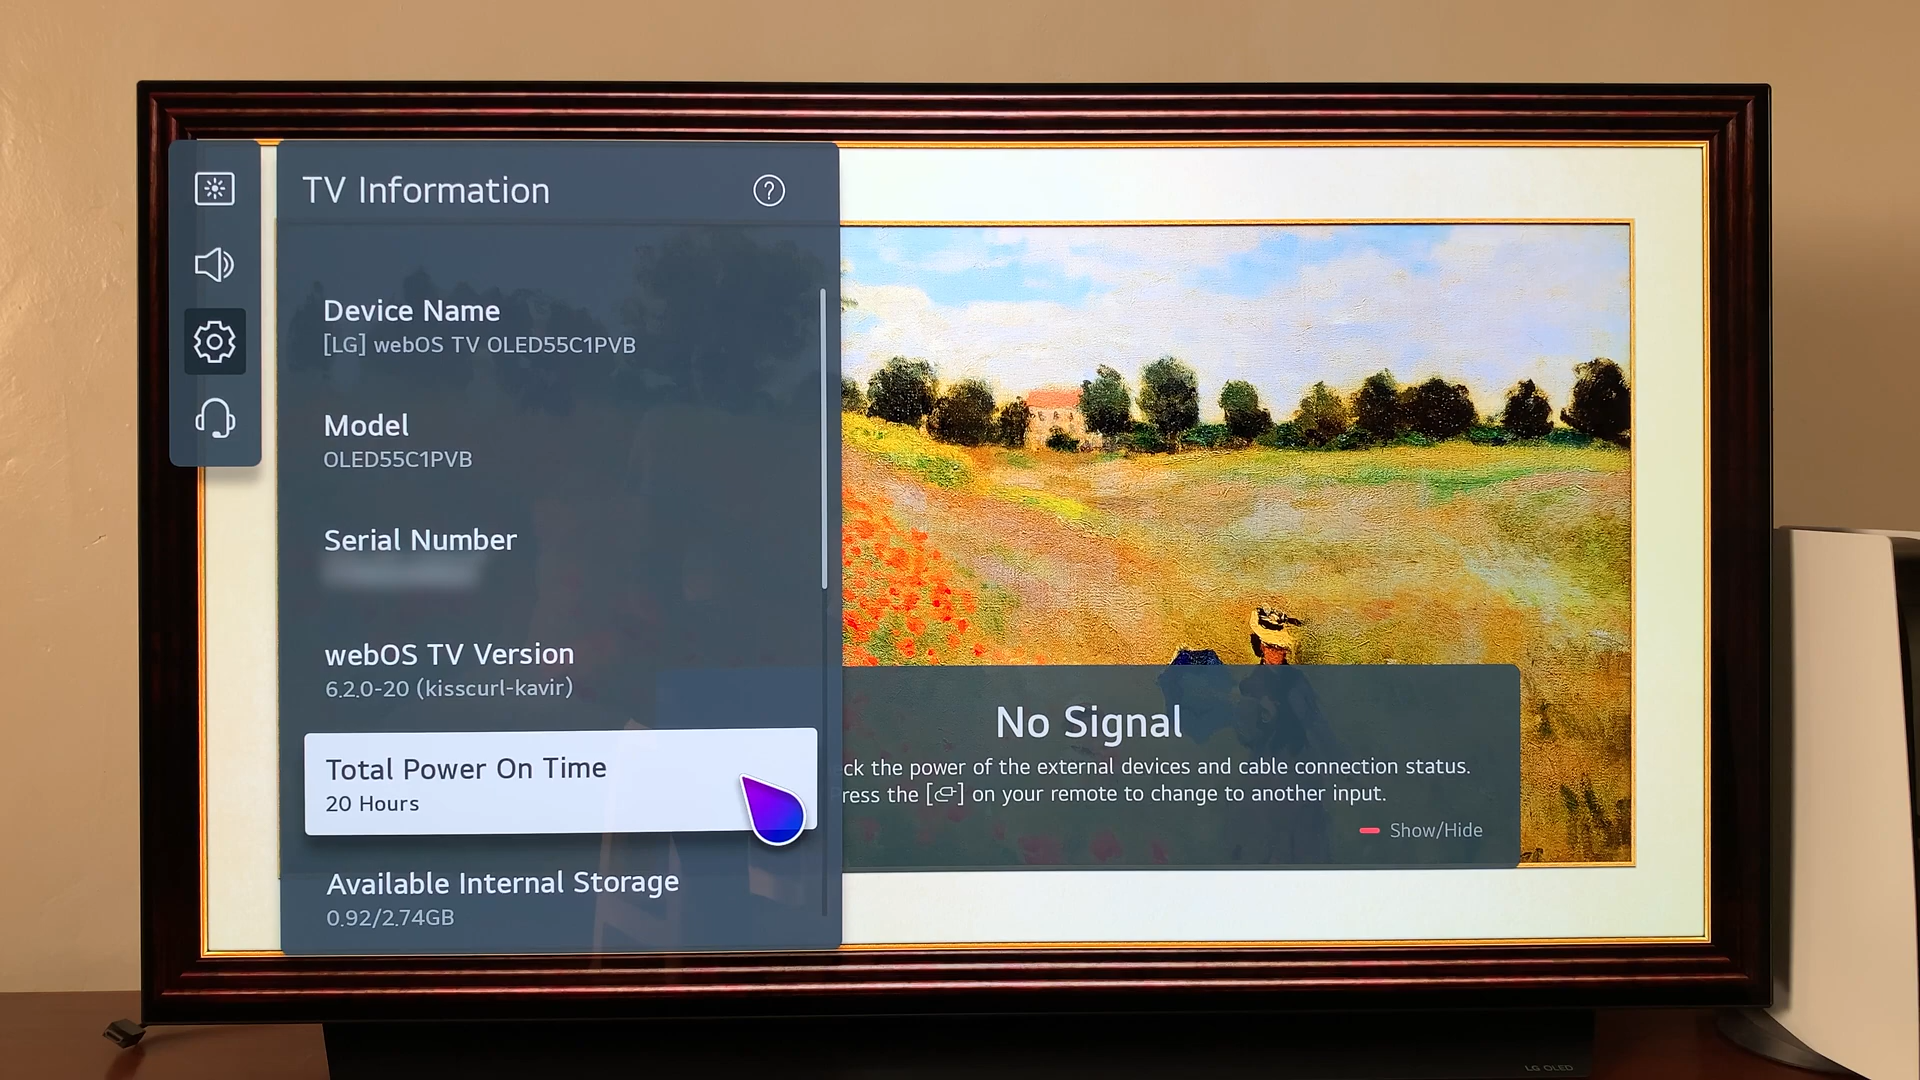 TV Information
?
Device Name
[LG] webOS TV OLED55C1PVB
Model
OLED55C1PVB
Serial Number
webOS TV Version
6.2.0-20 (kisscurl-kavir)
Total Power On Time
20 Hours
Available Internal Storage
0.92/2.74GB
No Signal
ck the power of the external devices and cable connection status.
ress the [ ] on your remote to change to another input.
Show/Hide
LG OLED